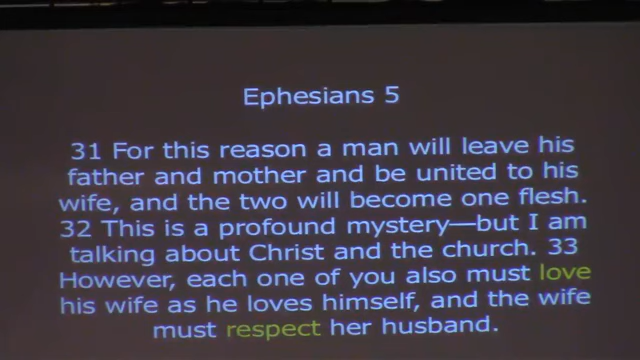 Ephesians 5
31 For this reason a man will leave his
father and mother and be united to his
wife, and the two will become one flesh.
32 This is a profound mystery—but I am
talking about Christ and the church. 33
However, each one of you also must love
his wife as he loves himself, and the wife
must respect her husband.